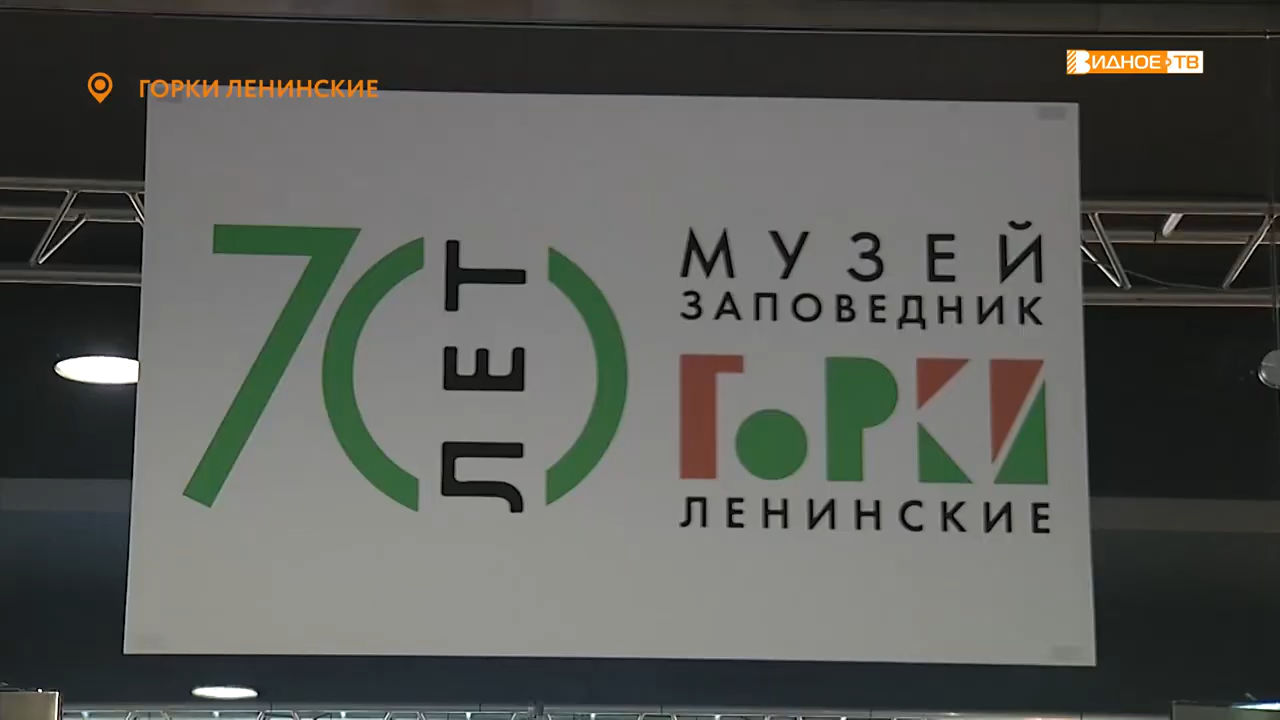 ГОРКИ ЛЕНИНСКИЕ
ВИДНОЕ ТВ
70 ЛЕТ
МУЗЕЙ
ЗАПОВЕДНИК
ГОРКИ
ЛЕНИНСКИЕ